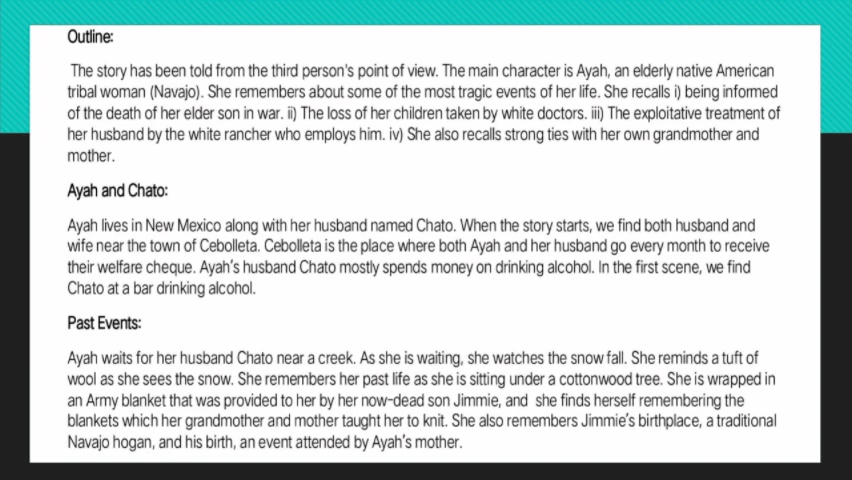 Outline:
The story has been told from the third person's point of view. The main character is Ayah, an elderly native American
tribal woman (Navajo). She remembers about some of the most tragic events of her life. She recalls i) being informed
of the death of her elder son in war. ii) The loss of her children taken by white doctors. iii) The exploitative treatment of
her husband by the white rancher who employs him. iv) She also recalls strong ties with her own grandmother and
mother.
Ayah and Chato:
Ayah lives in New Mexico along with her husband named Chato. When the story starts, we find both husband and
wife near the town of Cebolleta. Cebolleta is the place where both Ayah and her husband go every month to receive
their welfare cheque. Ayah's husband Chato mostly spends money on drinking alcohol. In the first scene, we find
Chato at a bar drinking alcohol.
Past Events:
Ayah waits for her husband Chato near a creek. As she is waiting, she watches the snow fall. She reminds a tuft of
wool as she sees the snow. She remembers her past life as she is sitting under a cottonwood tree. She is wrapped in
an Army blanket that was provided to her by her now-dead son Jimmie, and she finds herself remembering the
blankets which her grandmother and mother taught her to knit. She also remembers Jimmie's birthplace, a traditional
Navajo hogan, and his birth, an event attended by Ayah's mother.